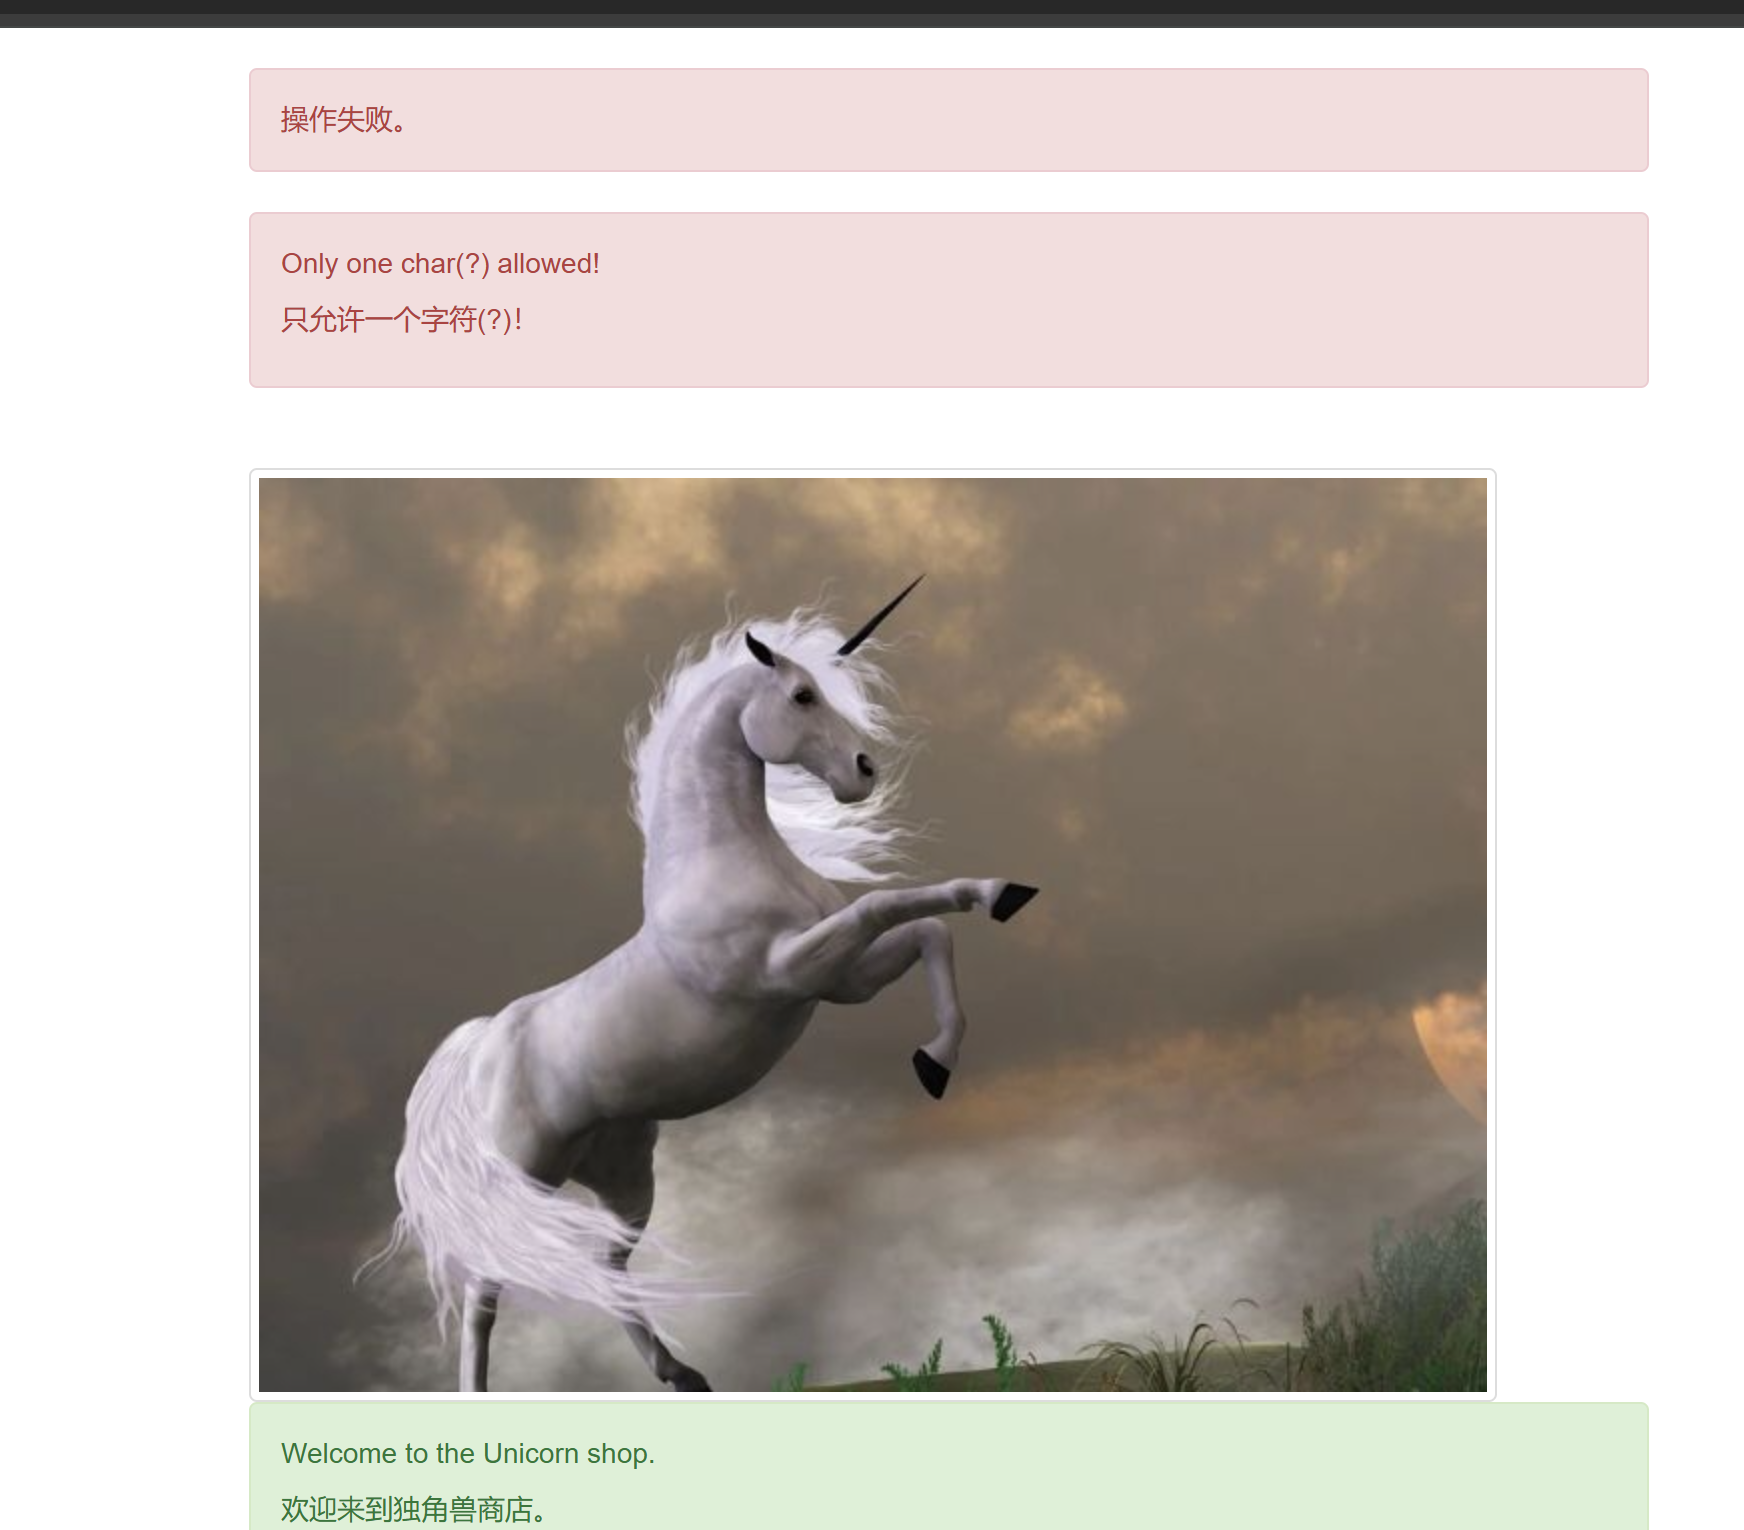 操作失败。
Only one char(?) allowed!
只允许一个字符(?)！
Welcome to the Unicorn shop.
欢迎来到独角兽商店。